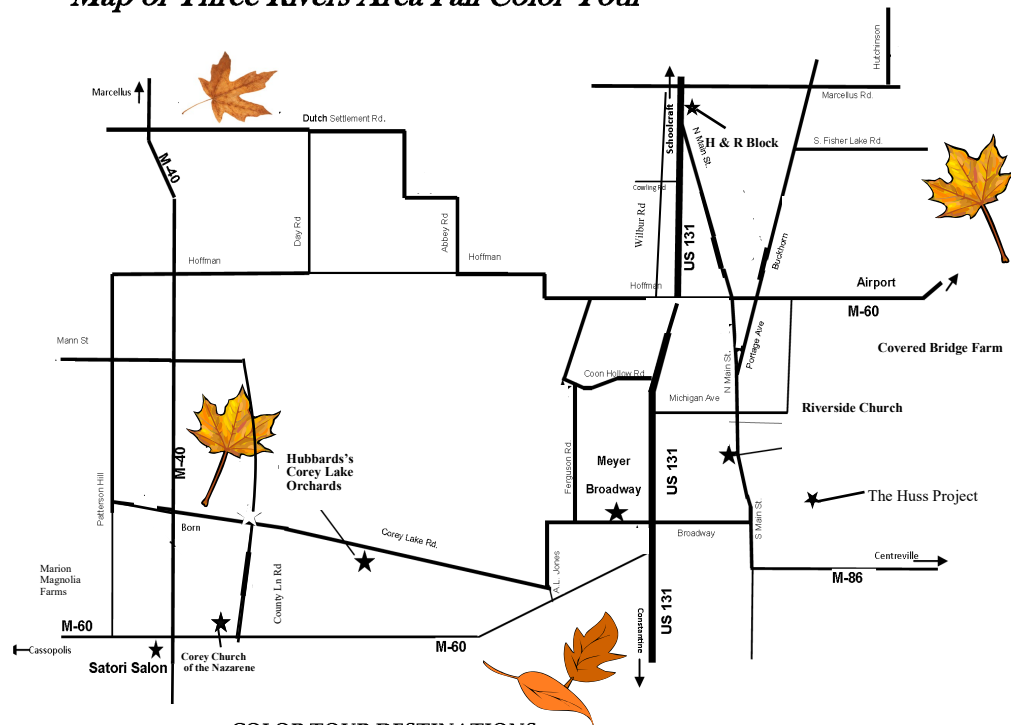 Map of Three Rivers Area Fall Color Tour
Hutchinson
Marcellus
Marcellus Rd.
Dutch Settlement Rd.
Schoolcraft
N Main St.
H & R Block
S. Fisher Lake Rd.
M-40
Cowling Rd
Day Rd
Abbey Rd
Wilbur Rd
US 131
Buckhorn
Hoffman
Hoffman
Hoffman
Airport
M-60
Mann St
N Main St.
Portage Ave
Covered Bridge Farm
Coon Hollow Rd.
Michigan Ave
Riverside Church
M-40
Hubbards's
Corey Lake
Orchards
Patterson Hill
Ferguson Rd.
Meyer
Broadway
US 131
The Huss Project
Born
Corey Lake Rd.
Broadway
S Main St.
Centreville
M-86
Marion
Magnolia
Farms
County Ln Rd
A.L. Jones
US 131
Constantine
M-60
M-60
Cassopolis
Satori Salon
Corey Church
of the Nazarene
COLOR TOUR DESTINATIONS